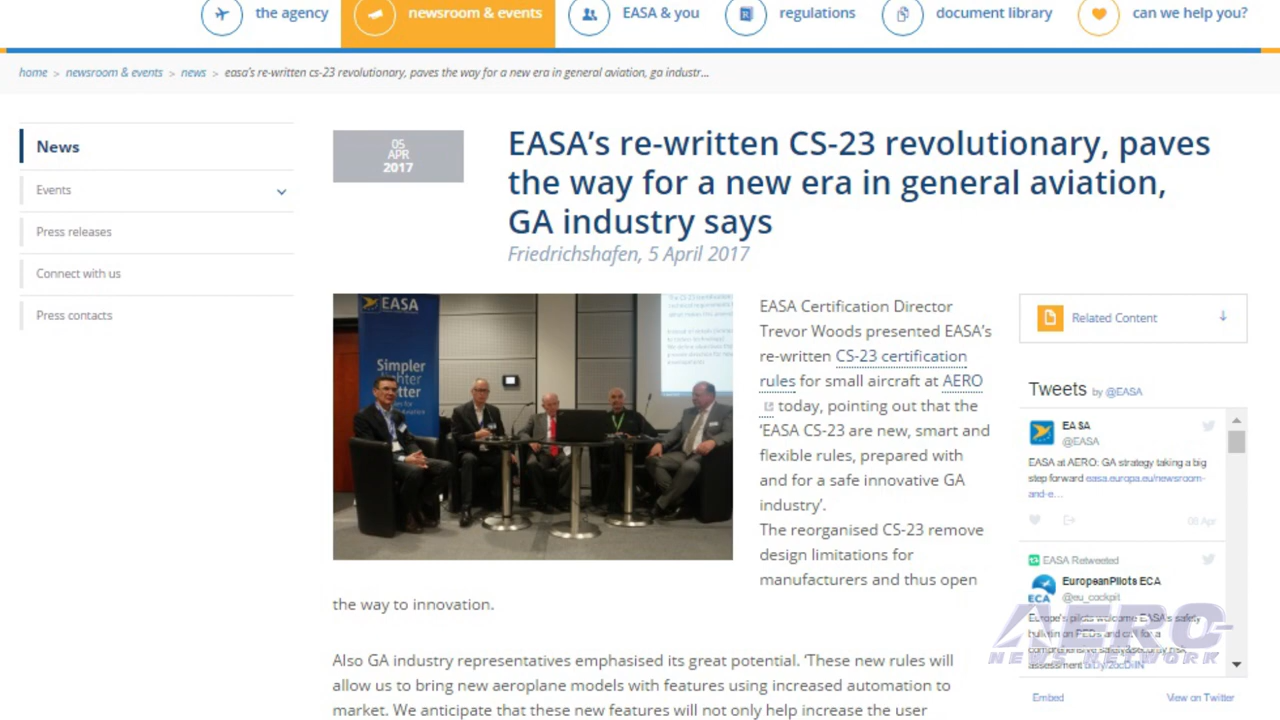 the agency
newsroom & events
EASA & you
regulations
document library
can we help you?
home > newsroom & events > news > easa's re-written cs-23 revolutionary, paves the way for a new era in general aviation, ga industr...
News
Events
Press releases
Connect with us
Press contacts
05
APR
2017
EASA's re-written CS-23 revolutionary, paves
the way for a new era in general aviation,
GA industry says
Friedrichshafen, 5 April 2017
EASA
Simpler
EASA Certification Director
Trevor Woods presented EASA's
re-written CS-23 certification
rules for small aircraft at AERO
today, pointing out that the
‘EASA CS-23 are new, smart and
flexible rules, prepared with
and for a safe innovative GA
industry’.
The reorganised CS-23 remove
design limitations for
manufacturers and thus open
the way to innovation.
Also GA industry representatives emphasised its great potential. ‘These new rules will
allow us to bring new aeroplane models with features using increased automation to
market. We anticipate that these new features will not only help increase the user
Related Content
Tweets by @EASA
EASA
@EASA
EASA at AERO: GA strategy taking a big
step forward easa.europa.eu/newsroom-
and-e...
08 Apr
EASA Retweeted
EuropeanPilots ECA
@eu_cockpit
ECA
Europe's pilots welcome EASA's safety
bulletin on PEDs and call for a
comprehensive safety&security risk
assessment
Embed
View on Twitter
AERO-
NEWS NETWORK